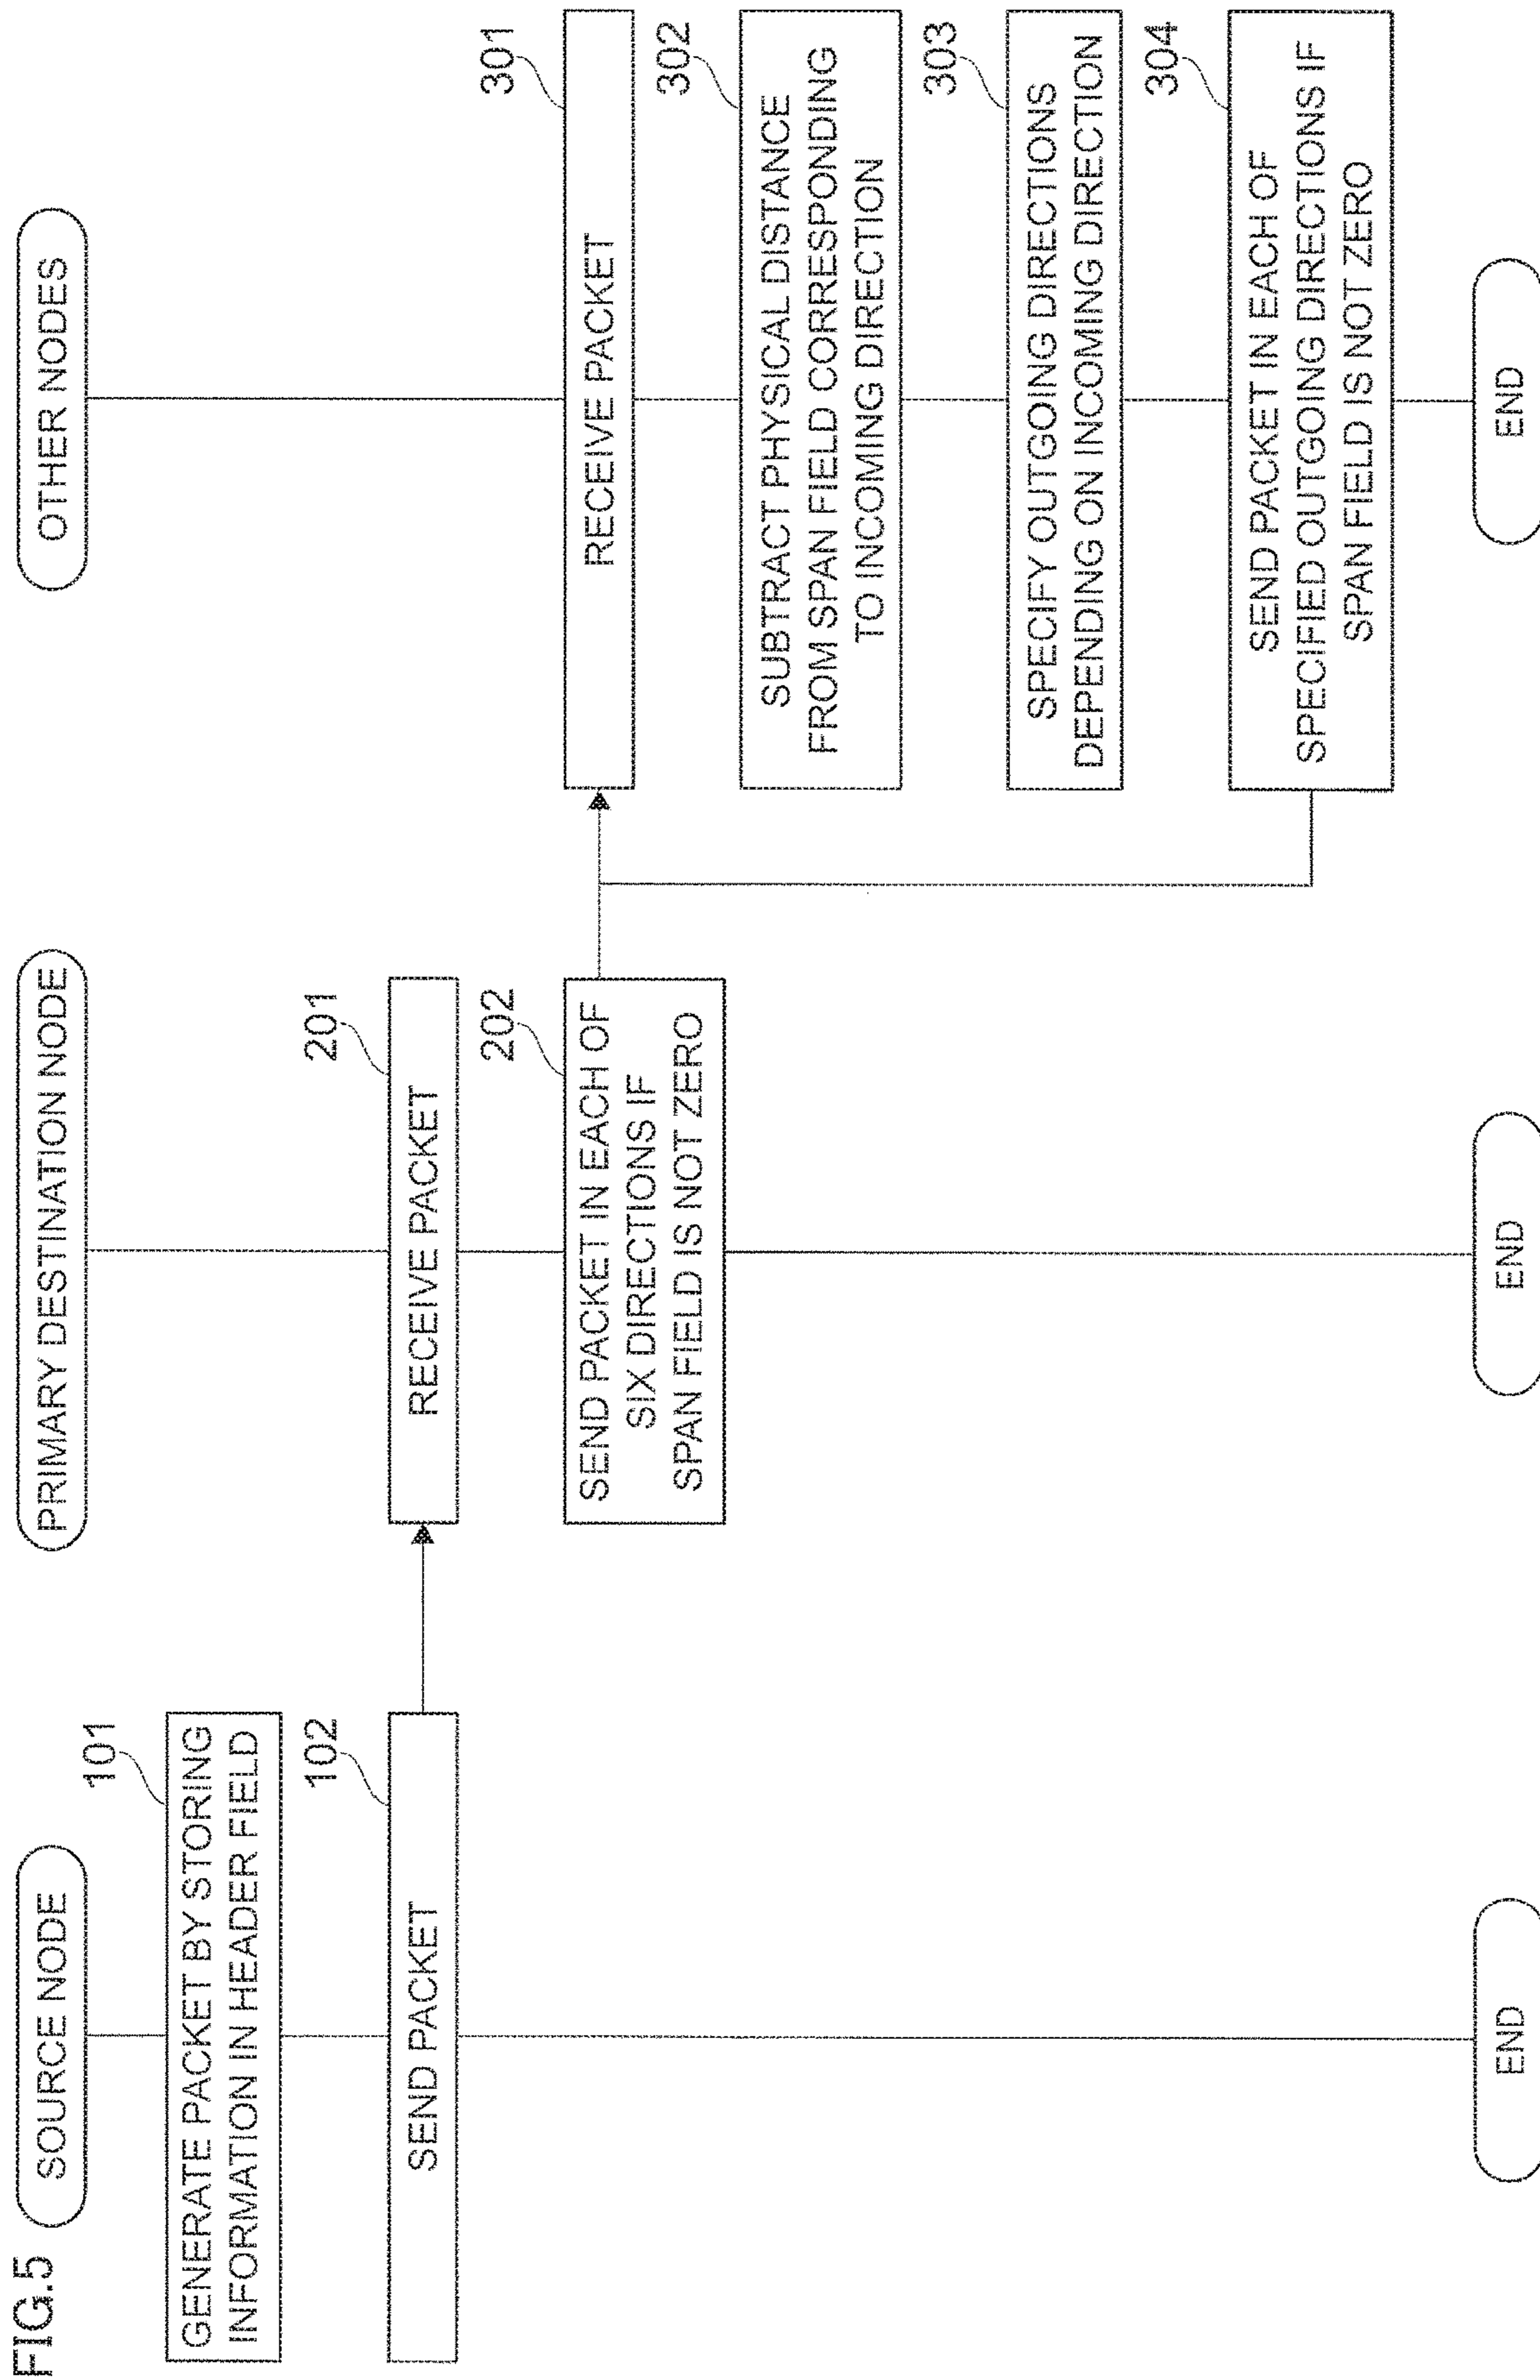 FIG.5
SOURCE NODE
101
GENERATE PACKET BY STORING
INFORMATION IN HEADER FIELD
102
SEND PACKET
END
PRIMARY DESTINATION NODE
201
RECEIVE PACKET
202
SEND PACKET IN EACH OF
SIX DIRECTIONS IF
SPAN FIELD IS NOT ZERO
END
OTHER NODES
301
RECEIVE PACKET
302
SUBTRACT PHYSICAL DISTANCE
FROM SPAN FIELD CORRESPONDING
TO INCOMING DIRECTION
303
SPECIFY OUTGOING DIRECTIONS
DEPENDING ON INCOMING DIRECTION
304
SEND PACKET IN EACH OF
SPECIFIED OUTGOING DIRECTIONS IF
SPAN FIELD IS NOT ZERO
END